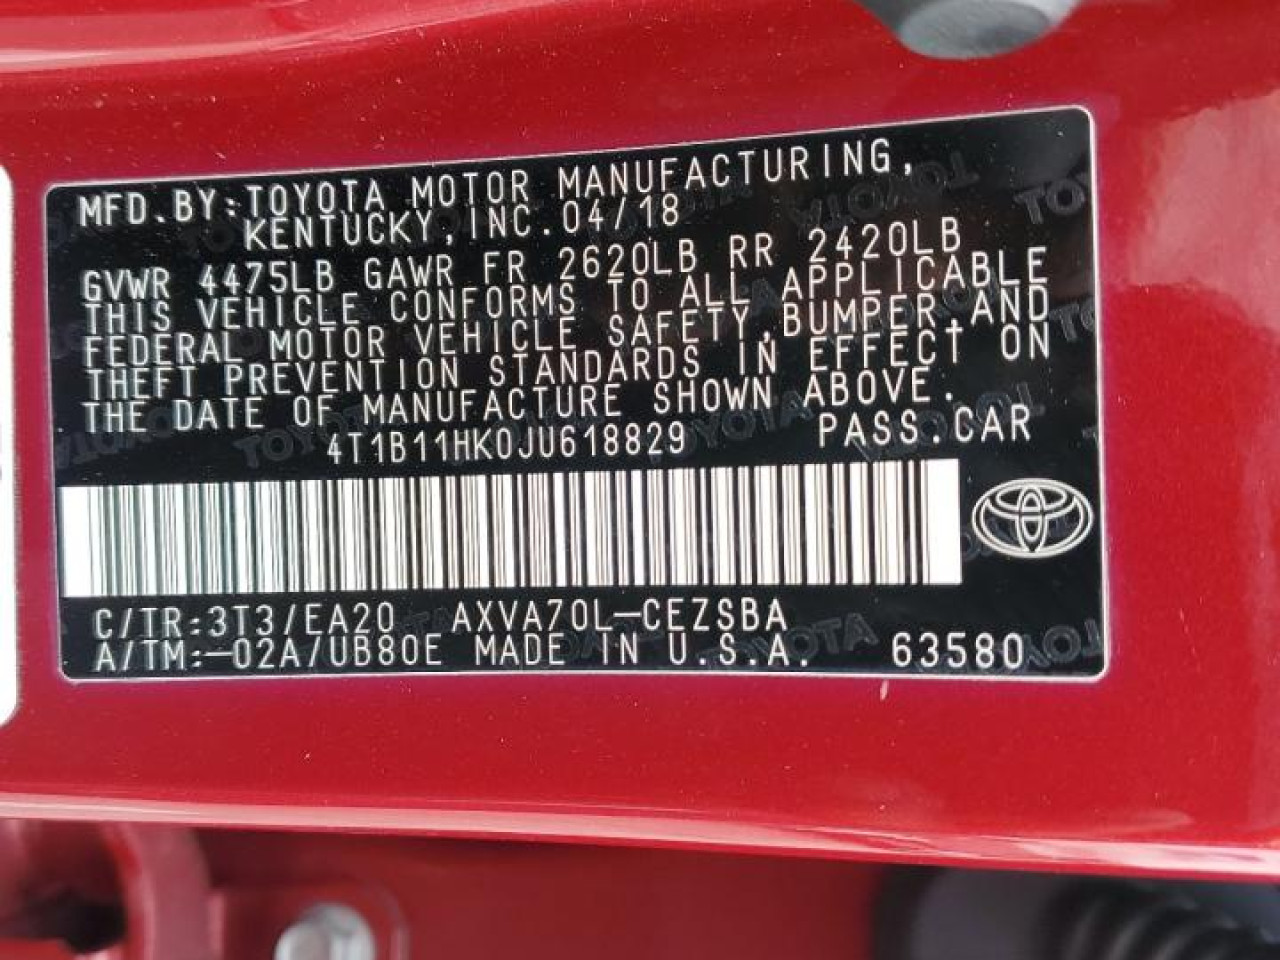 MFD.BY:TOYOTA MOTOR MANUFACTURING,
KENTUCKY,INC.04/18
GVWR 4475LB GAWR FR 2620LB RR 2420LB
THIS VEHICLE CONFORMS TO ALL APPLICABLE
FEDERAL MOTOR VEHICLE SAFETY,BUMPER,AND
THEFT PREVENTION STANDARDS IN EFFECT ON
THE DATE OF MANUFACTURE SHOWN ABOVE.
4T1B11HK0JU618829 PASS.CAR
C/TR:3T3/EA20 AXVA70L-CEZSBA
A/TM:-02A/UB80E MADE IN U.S.A. 63580